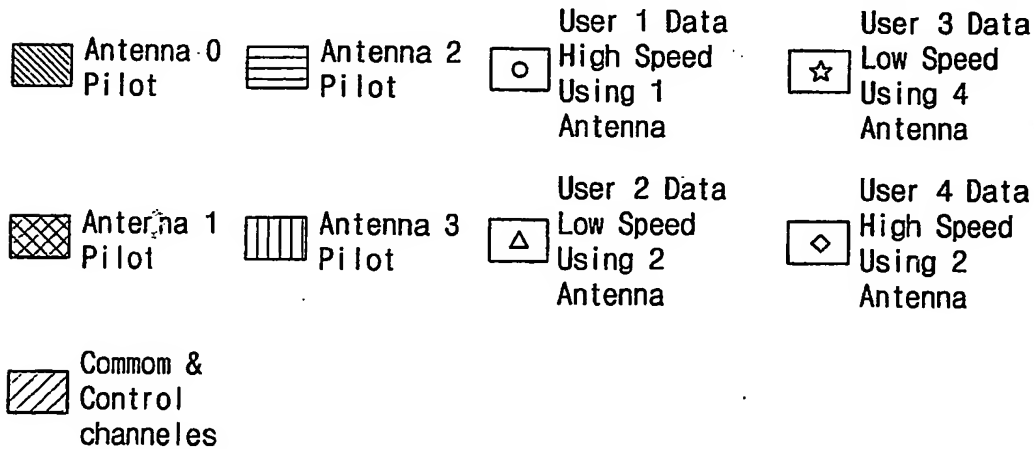 Antenna 0
Pilot
Antenna 2
Pilot
User 1 Data
High Speed
Using 1
Antenna
User 3 Data
Low Speed
Using 4
Antenna
Antenna 1
Pilot
Antenna 3
Pilot
User 2 Data
Low Speed
Using 2
Antenna
User 4 Data
High Speed
Using 2
Antenna
Commom &
Control
channeles